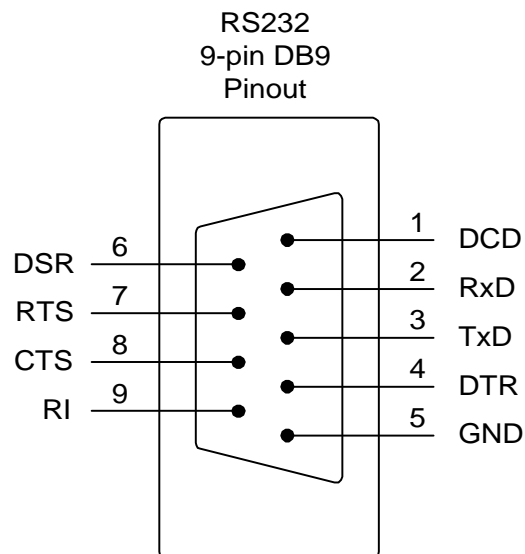 RS232
9-pin DB9
Pinout
1 DCD
DSR 6
2 RxD
RTS 7
3 TxD
CTS 8
4 DTR
RI 9
5 GND